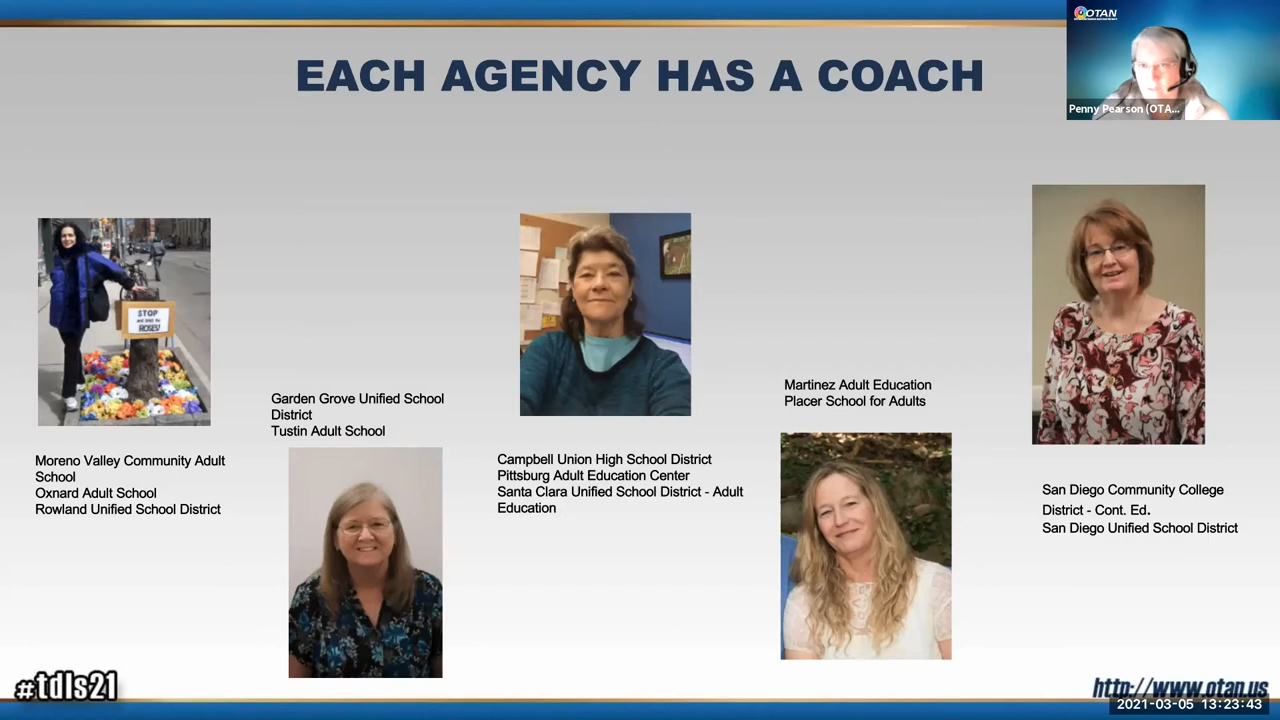 OTAN
EACH AGENCY HAS A COACH
Penny Pearson (OTA...
STOP
ROSES!
Moreno Valley Community Adult
School
Oxnard Adult School
Rowland Unified School District
Garden Grove Unified School
District
Tustin Adult School
Campbell Union High School District
Pittsburg Adult Education Center
Santa Clara Unified School District - Adult
Education
Martinez Adult Education
Placer School for Adults
San Diego Community College
District - Cont. Ed.
San Diego Unified School District
#tdls21
http://www.otan.us
2021-03-05 13:23:43